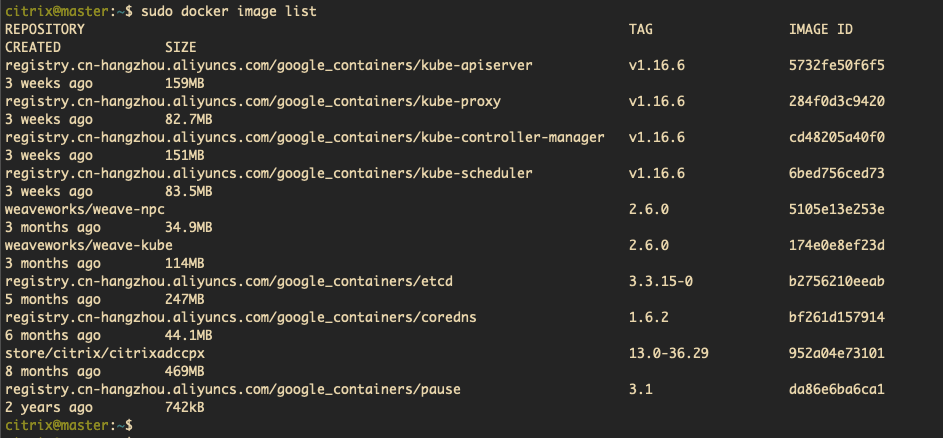 citrix@master:~$ sudo docker image list
REPOSITORY TAG IMAGE ID
CREATED SIZE
registry.cn-hangzhou.aliyuncs.com/google_containers/kube-apiserver v1.16.6 5732fe50f6f5
3 weeks ago 159MB
registry.cn-hangzhou.aliyuncs.com/google_containers/kube-proxy v1.16.6 284f0d3c9420
3 weeks ago 82.7MB
registry.cn-hangzhou.aliyuncs.com/google_containers/kube-controller-manager v1.16.6 cd48205a40f0
3 weeks ago 151MB
registry.cn-hangzhou.aliyuncs.com/google_containers/kube-scheduler v1.16.6 6bed756ced73
3 weeks ago 83.5MB
weaveworks/weave-npc 2.6.0 5105e13e253e
3 months ago 34.9MB
weaveworks/weave-kube 2.6.0 174e0e8ef23d
3 months ago 114MB
registry.cn-hangzhou.aliyuncs.com/google_containers/etcd 3.3.15-0 b2756210eeab
5 months ago 247MB
registry.cn-hangzhou.aliyuncs.com/google_containers/coredns 1.6.2 bf261d157914
6 months ago 44.1MB
store/citrix/citrixadccpx 13.0-36.29 952a04e73101
8 months ago 469MB
registry.cn-hangzhou.aliyuncs.com/google_containers/pause 3.1 da86e6ba6ca1
2 years ago 742kB
citrix@master:~$